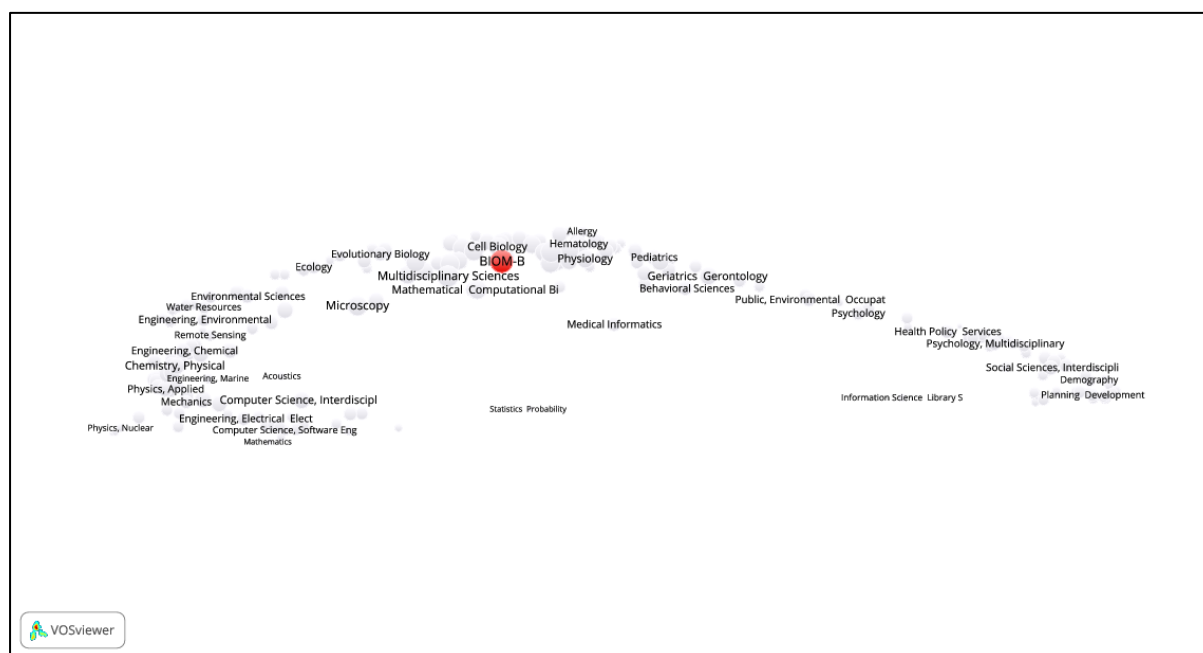 Allergy
Cell Biology
Hematology
Evolutionary Biology
Pediatrics
Physiology
BIOM-B
Ecology
Multidisciplinary Sciences
Geriatrics  Gerontology
Mathematical  Computational Bi
Behavioral Sciences
Environmental Sciences
Public, Environmental  Occupat
Microscopy
Water Resources
Psychology
Engineering, Environmental
Medical Informatics
Health Policy  Services
Remote Sensing
Psychology, Multidisciplinary
Engineering, Chemical
Chemistry, Physical
Social Sciences, Interdiscipli
Acoustics
Engineering, Marine
Demography
Physics, Applied
Planning  Development
Information Science  Library S
Mechanics
Computer Science, Interdiscipl
Statistics  Probability
Engineering, Electrical  Elect
Physics, Nuclear
Computer Science, Software Eng
Mathematics
VOSviewer